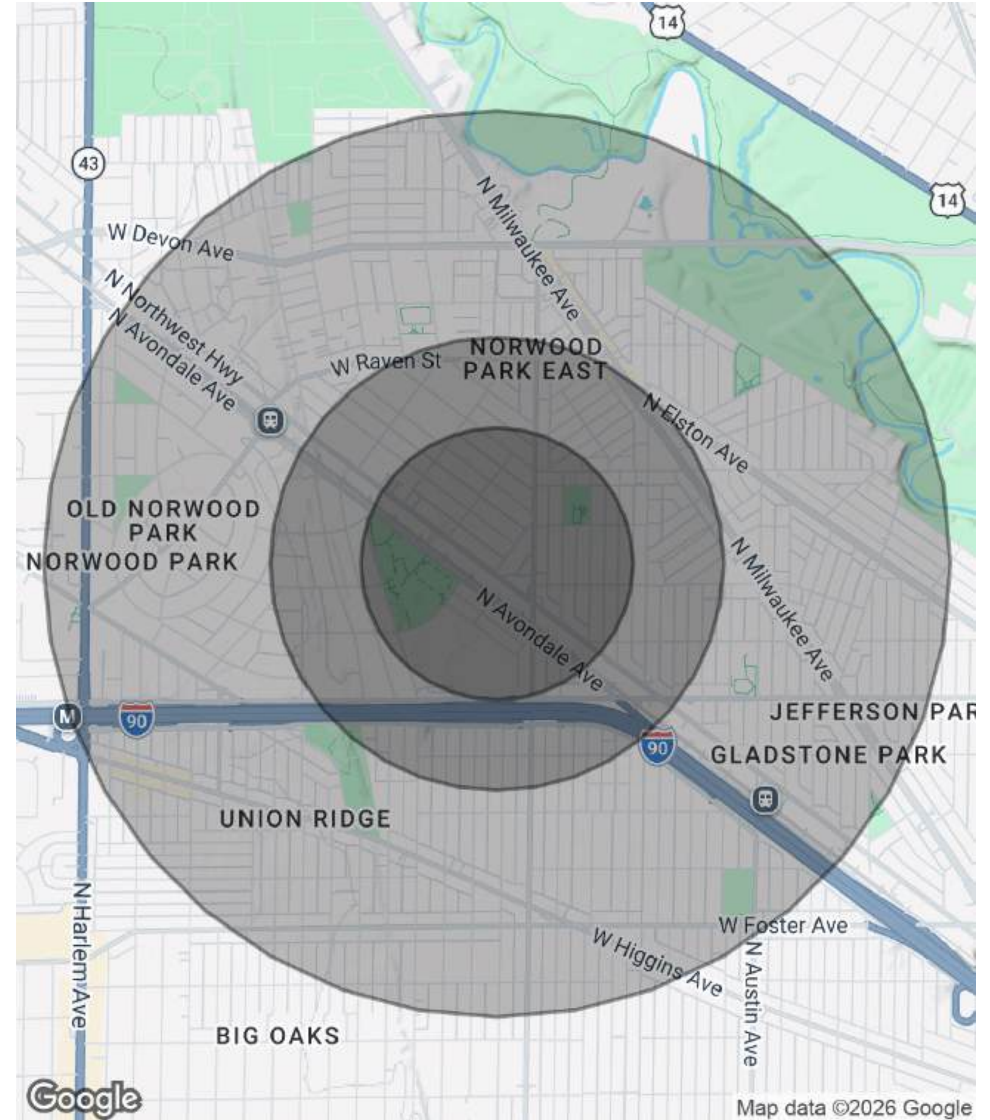 14
43
14
W Devon Ave
N Milwaukee Ave
N Northwest Hwy
N Avondale Ave
W Raven St
NORWOOD
PARK EAST
N Elston Ave
OLD NORWOOD
PARK
NORWOOD PARK
N Milwaukee Ave
N Avondale Ave
M
90
90
JEFFERSON PAR
GLADSTONE PARK
UNION RIDGE
N Harlem Ave
W Foster Ave
W Higgins Ave
N Austin Ave
BIG OAKS
Google
Map data ©2026 Google